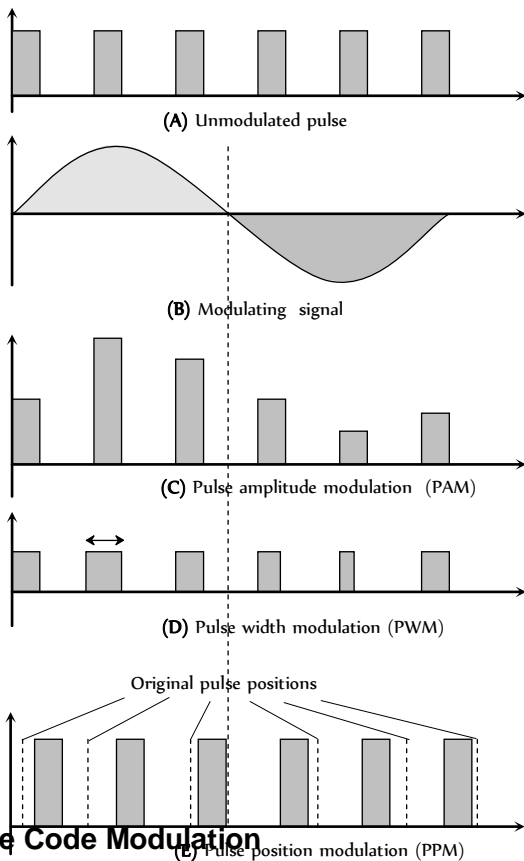 (A) Unmodulated pulse
(B) Modulating signal
(C) Pulse amplitude modulation (PAM)
(D) Pulse width modulation (PWM)
Original pulse positions
e Code Modulation
(E) Pulse position modulation (PPM)